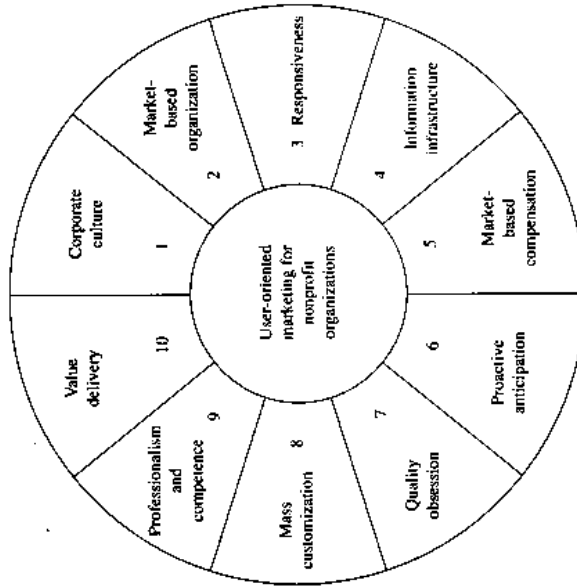 User-oriented
marketing for
nonprofit
organizations
Corporate
culture
1
Market-
based
organization
2
3 Responsiveness
4
Information
infrastructure
5
Market-
based
compensation
6
Proactive
anticipation
7
Quality
obsession
8
Mass
customization
9
Professionalism
and
competence
10
Value
delivery